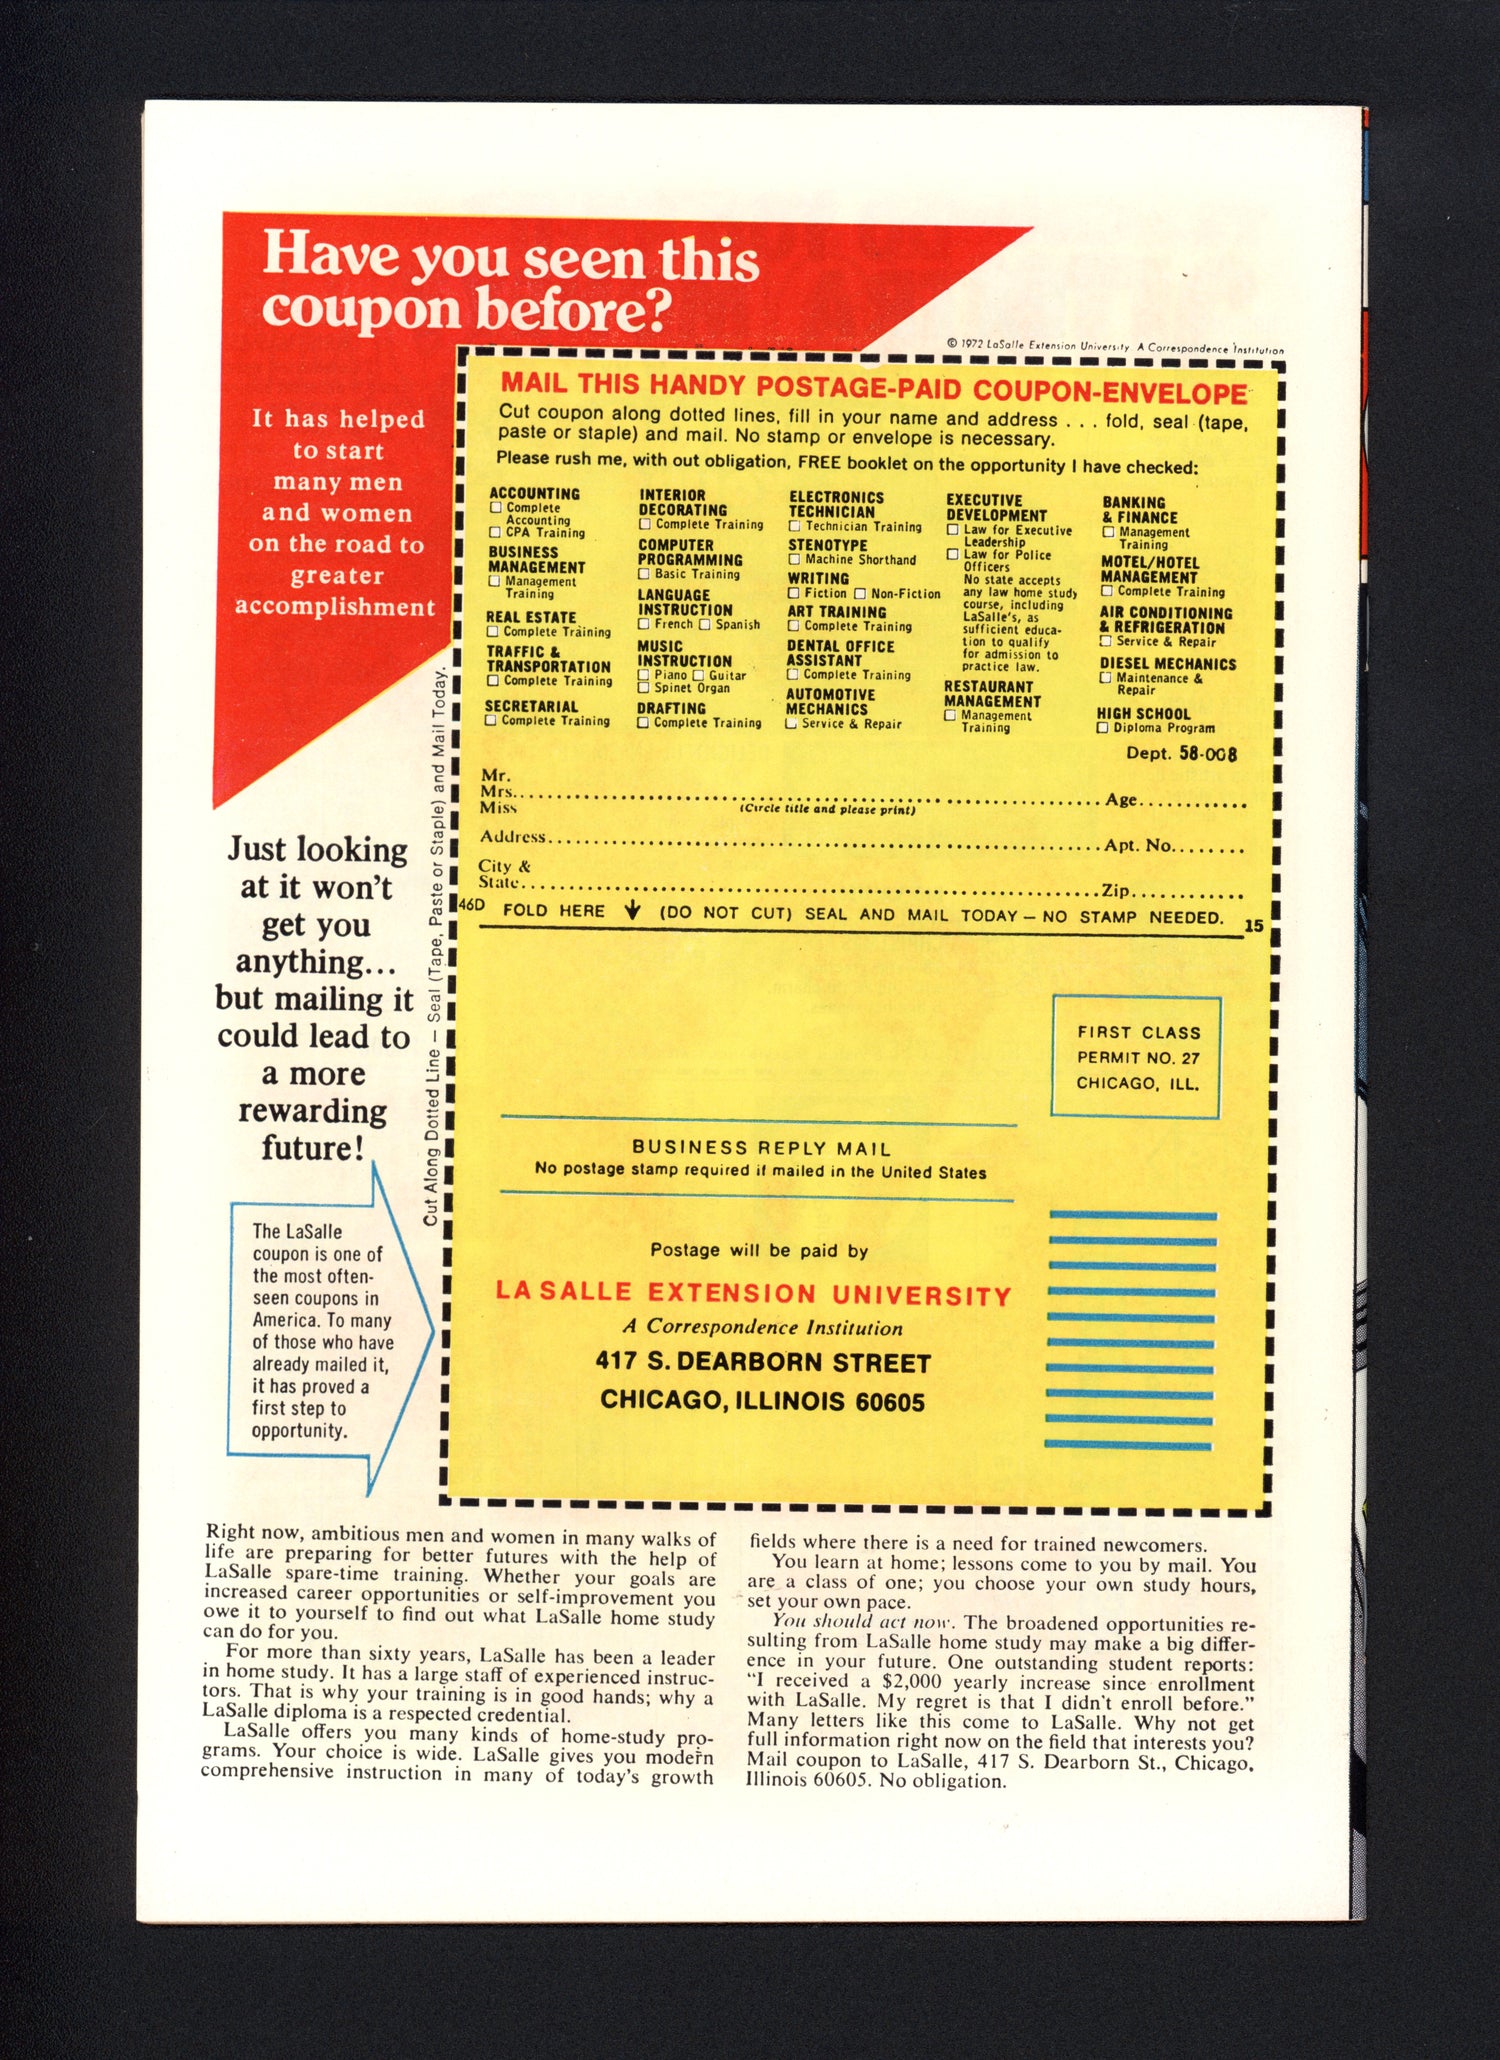 Have you seen this
coupon before?
It has helped
to start
many men
and women
on the road to
greater
accomplishment
Just looking
at it won't
get you
anything...
but mailing it
could lead to
a more
rewarding
future!
The LaSalle
coupon is one of
the most often-
seen coupons in
America. To many
of those who have
already mailed it,
it has proved a
first step to
opportunity.
Cut Along Dotted Line — Seal (Tape, Paste or Staple) and Mail Today.
© 1972 LaSalle Extension University A Correspondence Institution
MAIL THIS HANDY POSTAGE-PAID COUPON-ENVELOPE
Cut coupon along dotted lines, fill in your name and address . . . fold, seal (tape,
paste or staple) and mail. No stamp or envelope is necessary.
Please rush me, with out obligation, FREE booklet on the opportunity I have checked:
ACCOUNTING
☐ Complete
Accounting
☐ CPA Training
BUSINESS
MANAGEMENT
☐ Management
Training
REAL ESTATE
☐ Complete Training
TRAFFIC &
TRANSPORTATION
☐ Complete Training
SECRETARIAL
☐ Complete Training
INTERIOR
DECORATING
☐ Complete Training
COMPUTER
PROGRAMMING
☐ Basic Training
LANGUAGE
INSTRUCTION
☐ French ☐ Spanish
MUSIC
INSTRUCTION
☐ Piano ☐ Guitar
☐ Spinet Organ
DRAFTING
☐ Complete Training
ELECTRONICS
TECHNICIAN
☐ Technician Training
STENOTYPE
☐ Machine Shorthand
WRITING
☐ Fiction ☐ Non-Fiction
ART TRAINING
☐ Complete Training
DENTAL OFFICE
ASSISTANT
☐ Complete Training
AUTOMOTIVE
MECHANICS
☐ Service & Repair
EXECUTIVE
DEVELOPMENT
☐ Law for Executive
Leadership
☐ Law for Police
Officers
No state accepts
any law home study
course, including
LaSalle's, as
sufficient educa-
tion to qualify
for admission to
practice law.
RESTAURANT
MANAGEMENT
☐ Management
Training
BANKING
& FINANCE
☐ Management
Training
MOTEL/HOTEL
MANAGEMENT
☐ Complete Training
AIR CONDITIONING
& REFRIGERATION
☐ Service & Repair
DIESEL MECHANICS
☐ Maintenance &
Repair
HIGH SCHOOL
☐ Diploma Program
Dept. 58-008
Mr.
Mrs. Age
Miss (Circle title and please print)
Address Apt. No.
City &
State Zip
46D FOLD HERE (DO NOT CUT) SEAL AND MAIL TODAY — NO STAMP NEEDED. 15
FIRST CLASS
PERMIT NO. 27
CHICAGO, ILL.
BUSINESS REPLY MAIL
No postage stamp required if mailed in the United States
Postage will be paid by
LA SALLE EXTENSION UNIVERSITY
A Correspondence Institution
417 S. DEARBORN STREET
CHICAGO, ILLINOIS 60605
Right now, ambitious men and women in many walks of
life are preparing for better futures with the help of
LaSalle spare-time training. Whether your goals are
increased career opportunities or self-improvement you
owe it to yourself to find out what LaSalle home study
can do for you.
For more than sixty years, LaSalle has been a leader
in home study. It has a large staff of experienced instruc-
tors. That is why your training is in good hands; why a
LaSalle diploma is a respected credential.
LaSalle offers you many kinds of home-study pro-
grams. Your choice is wide. LaSalle gives you modern
comprehensive instruction in many of today's growth
fields where there is a need for trained newcomers.
You learn at home; lessons come to you by mail. You
are a class of one; you choose your own study hours,
set your own pace.
You should act now. The broadened opportunities re-
sulting from LaSalle home study may make a big differ-
ence in your future. One outstanding student reports:
"I received a $2,000 yearly increase since enrollment
with LaSalle. My regret is that I didn't enroll before."
Many letters like this come to LaSalle. Why not get
full information right now on the field that interests you?
Mail coupon to LaSalle, 417 S. Dearborn St., Chicago,
Illinois 60605. No obligation.